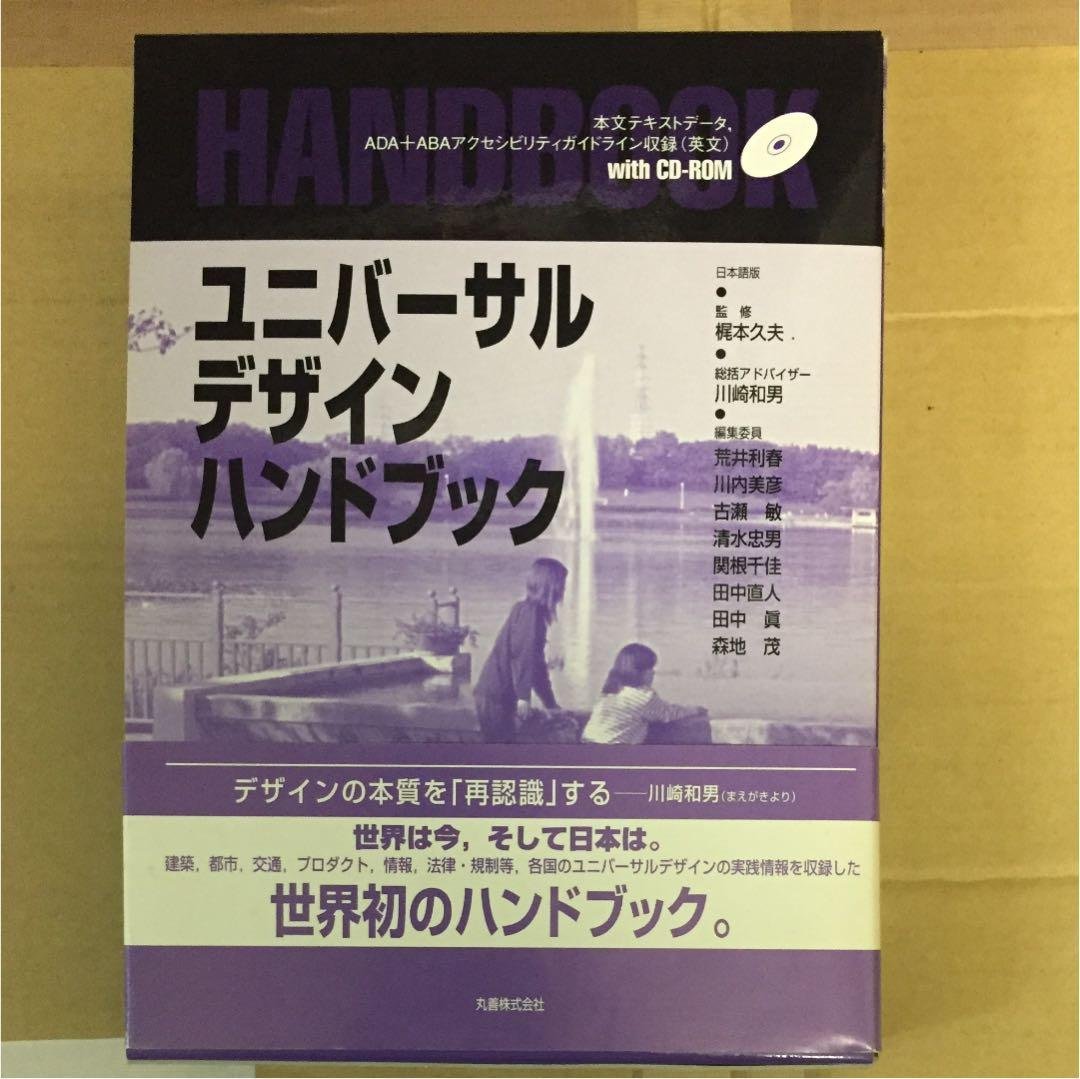 HANDBOOK
本文テキストデータ,
ADA+ABAアクセシビリティガイドライン収録(英文)
with CD-ROM
ユニバーサル
デザイン
ハンドブック
日本語版
●
監 修
梶本久夫
●
総括アドバイザー
川崎和男
●
編集委員
荒井利春
川内美彦
古瀬 敏
清水忠男
関根千佳
田中直人
田中 眞
森地 茂
デザインの本質を「再認識」する──川崎和男(まえがきより)
世界は今,そして日本は。
建築,都市,交通,プロダクト,情報,法律・規制等,各国のユニバーサルデザインの実践情報を収録した
世界初のハンドブック。
丸善株式会社